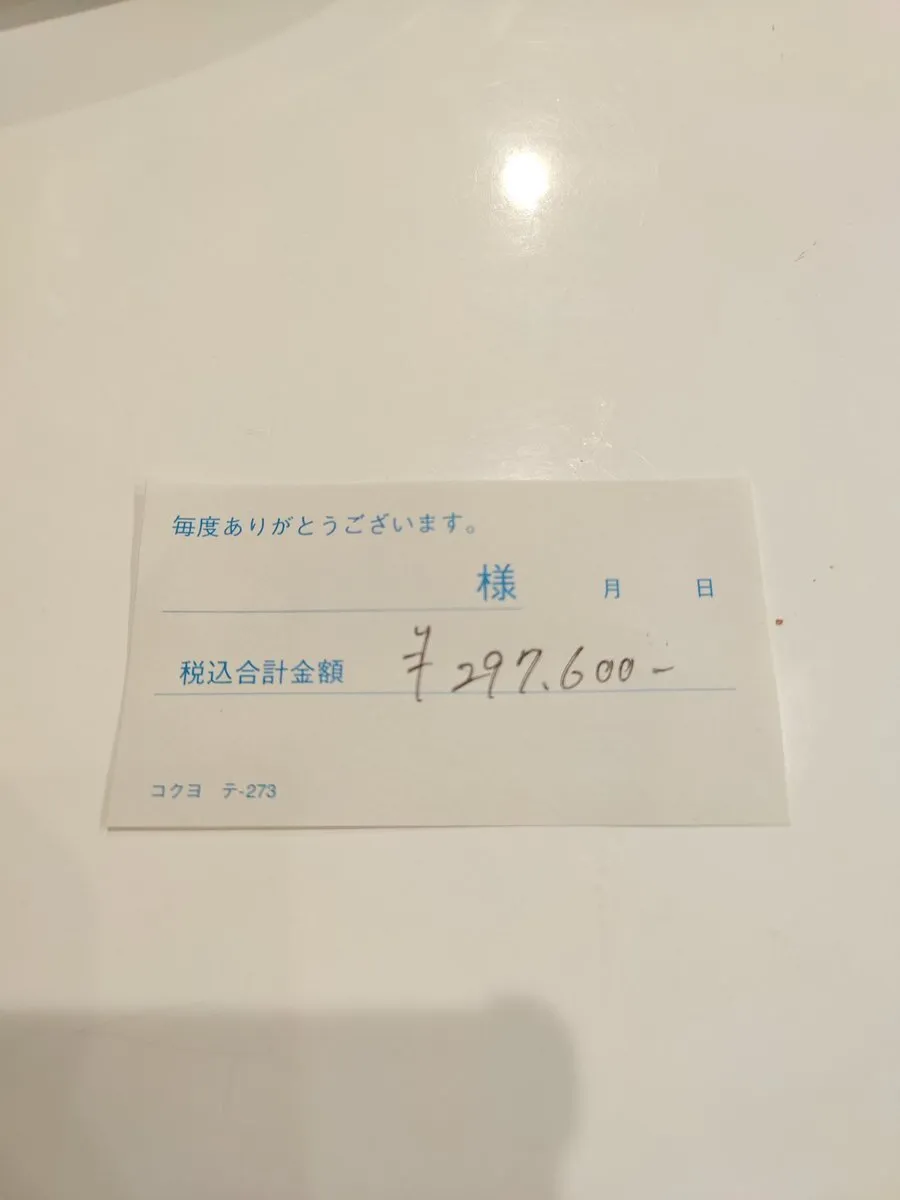 毎度ありがとうございます。
様 月 日
税込合計金額 ¥297.600-
コクヨ テ-273